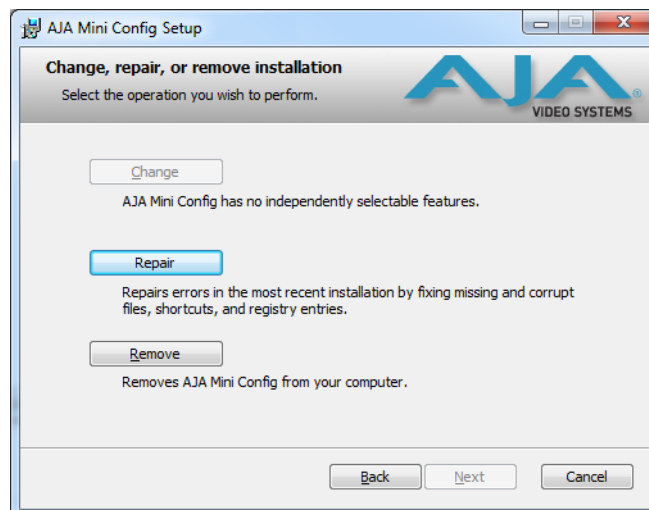 AJA Mini Config Setup
Change, repair, or remove installation
Select the operation you wish to perform.
AJA®
VIDEO SYSTEMS
Change
AJA Mini Config has no independently selectable features.
Repair
Repairs errors in the most recent installation by fixing missing and corrupt
files, shortcuts, and registry entries.
Remove
Removes AJA Mini Config from your computer.
Back Next Cancel